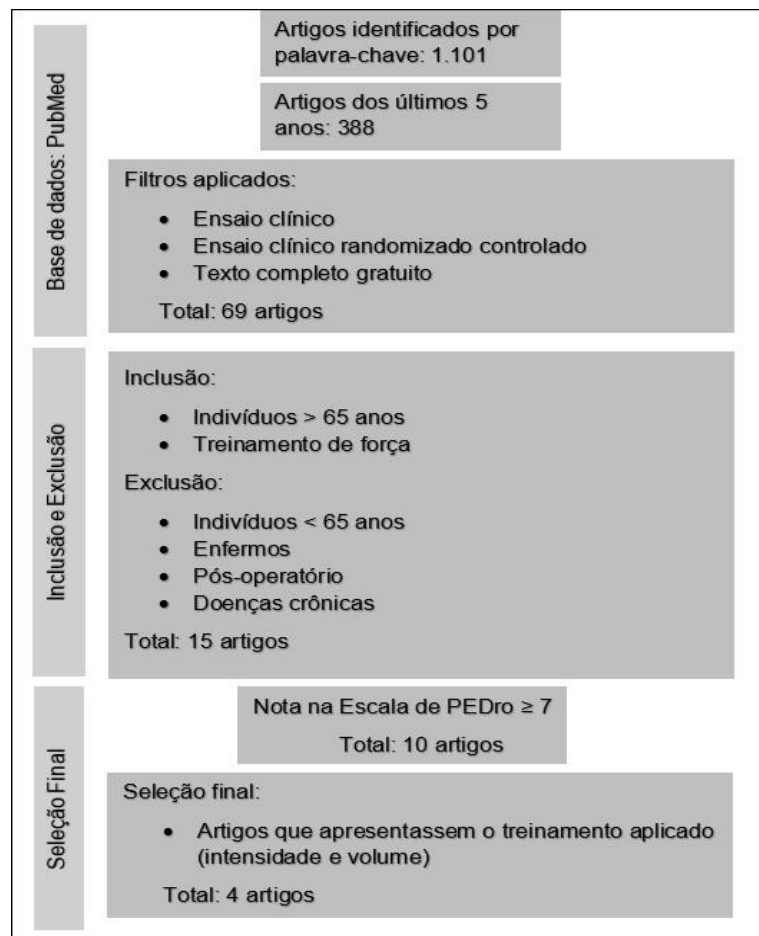 Base de dados: PubMed
Artigos identificados por
palavra-chave: 1.101
Artigos dos últimos 5
anos: 388
Filtros aplicados:
• Ensaio clínico
• Ensaio clínico randomizado controlado
• Texto completo gratuito
Total: 69 artigos
Inclusão e Exclusão
Inclusão:
• Indivíduos > 65 anos
• Treinamento de força
Exclusão:
• Indivíduos < 65 anos
• Enfermos
• Pós-operatório
• Doenças crônicas
Total: 15 artigos
Seleção Final
Nota na Escala de PEDro ≥ 7
Total: 10 artigos
Seleção final:
• Artigos que apresentassem o treinamento aplicado
(intensidade e volume)
Total: 4 artigos